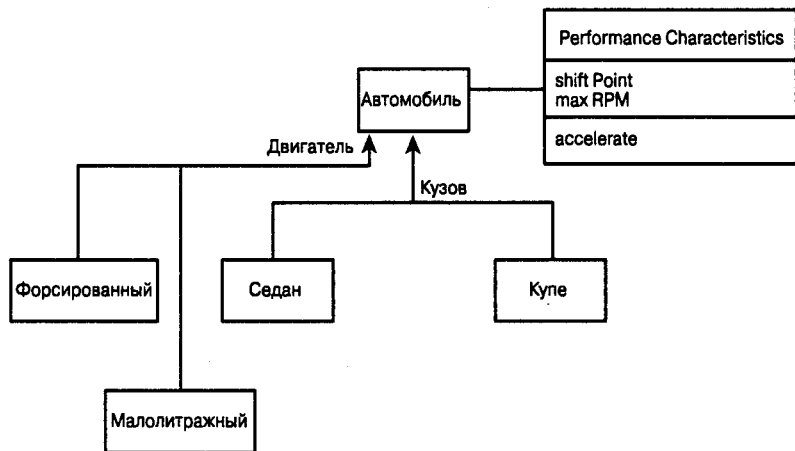 Performance Characteristics
shift Point
max RPM
accelerate
Автомобиль
Двигатель
Кузов
Форсированный
Седан
Купе
Малолитражный